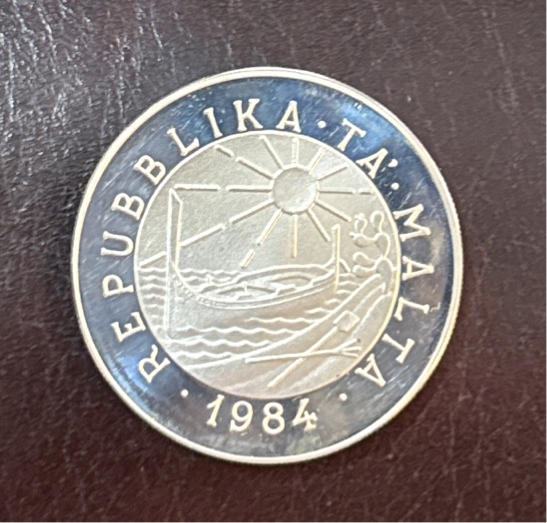 REPUBBLIKA · TA' · MALTA
· 1984 ·